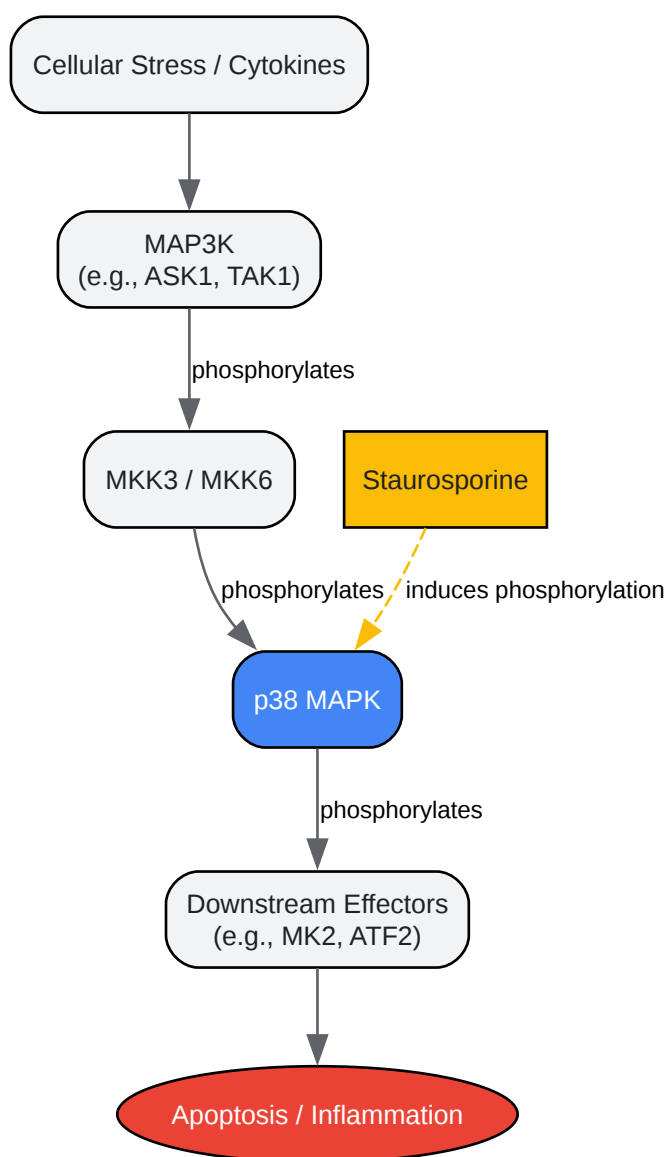 Cellular Stress / Cytokines
MAP3K
(e.g., ASK1, TAK1)
phosphorylates
MKK3 / MKK6
Staurosporine
phosphorylates
induces phosphorylation
p38 MAPK
phosphorylates
Downstream Effectors
(e.g., MK2, ATF2)
Apoptosis / Inflammation